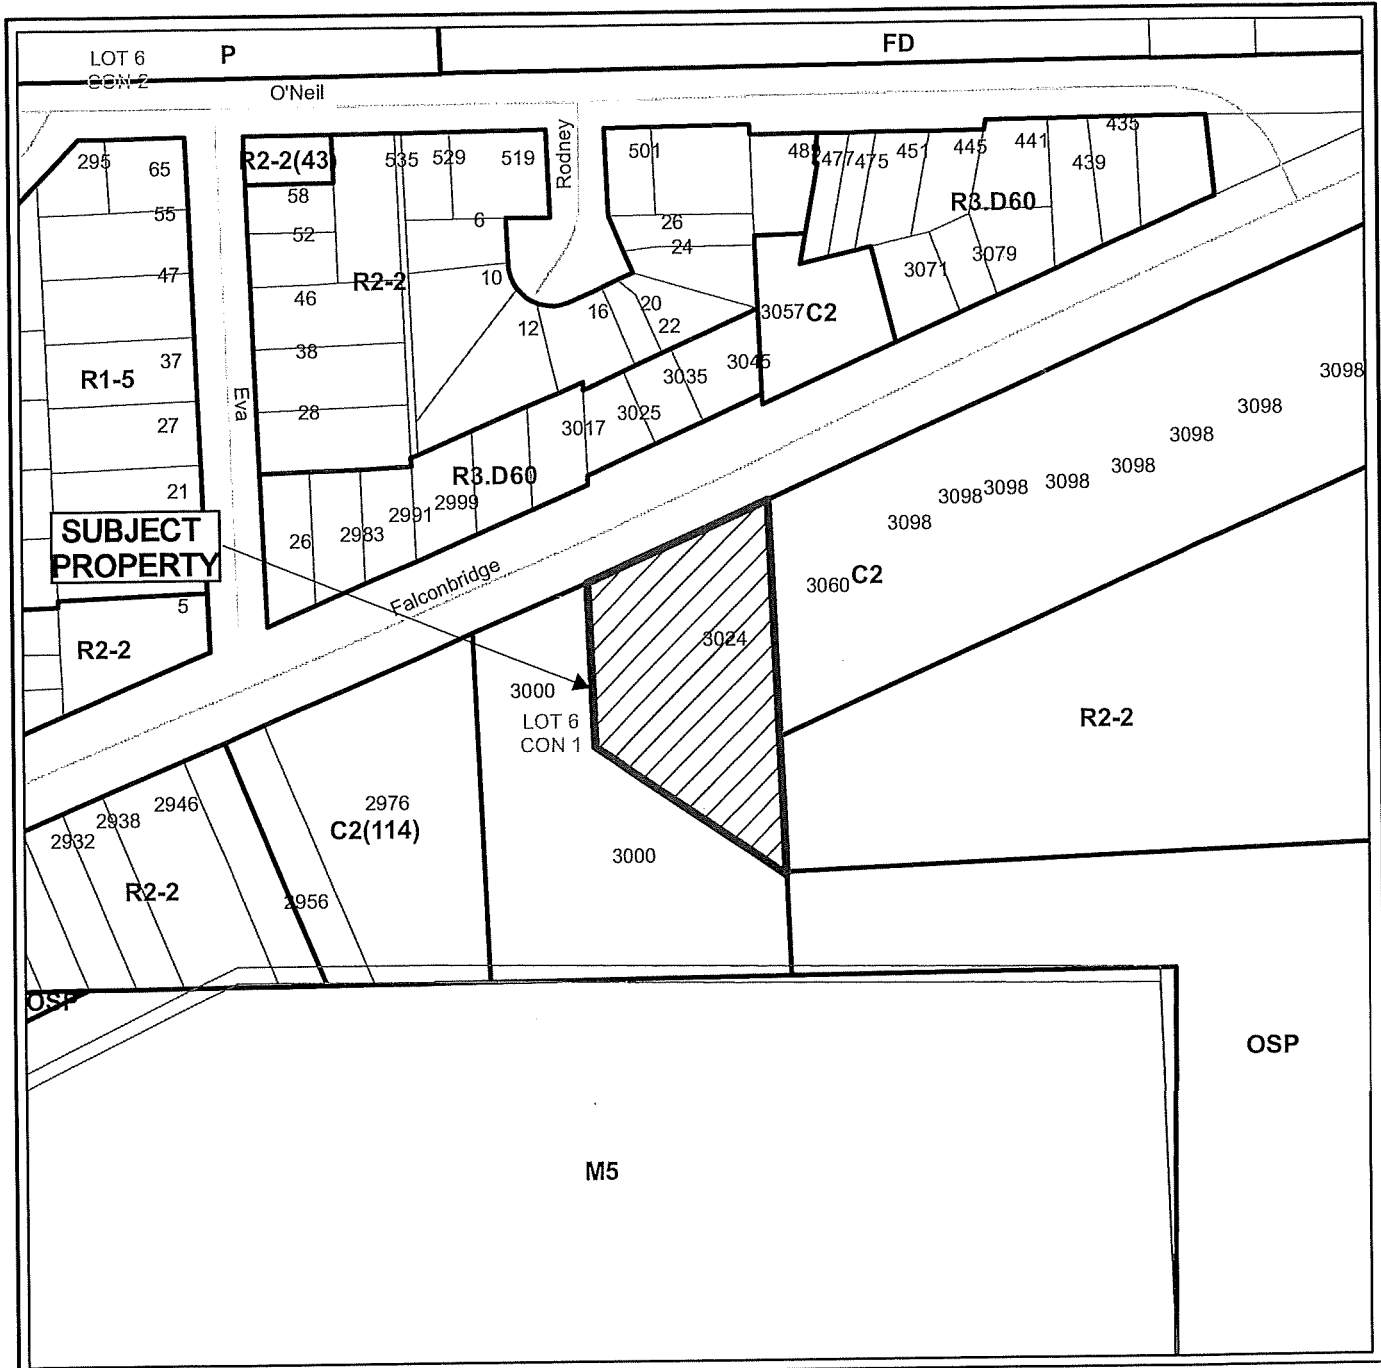 P
FD
LOT 6
CON 2
O'Neil
Rodney
435
295
65
R2-2(43)
535
529
519
501
489
477
475
451
445
441
439
58
R3.D60
55
6
26
52
24
47
10
3071
3079
R2-2
46
12
16
20
22
3057
C2
38
37
R1-5
3035
3045
3098
Eva
28
3025
3098
27
3017
3098
R3.D60
3098
21
2999
3098
3098
3098
2991
3098
SUBJECT
PROPERTY
26
2983
Falconbridge
3060
C2
5
3024
R2-2
3000
LOT 6
CON 1
R2-2
2946
2938
2932
2976
C2(114)
3000
R2-2
2956
OSP
OSP
M5